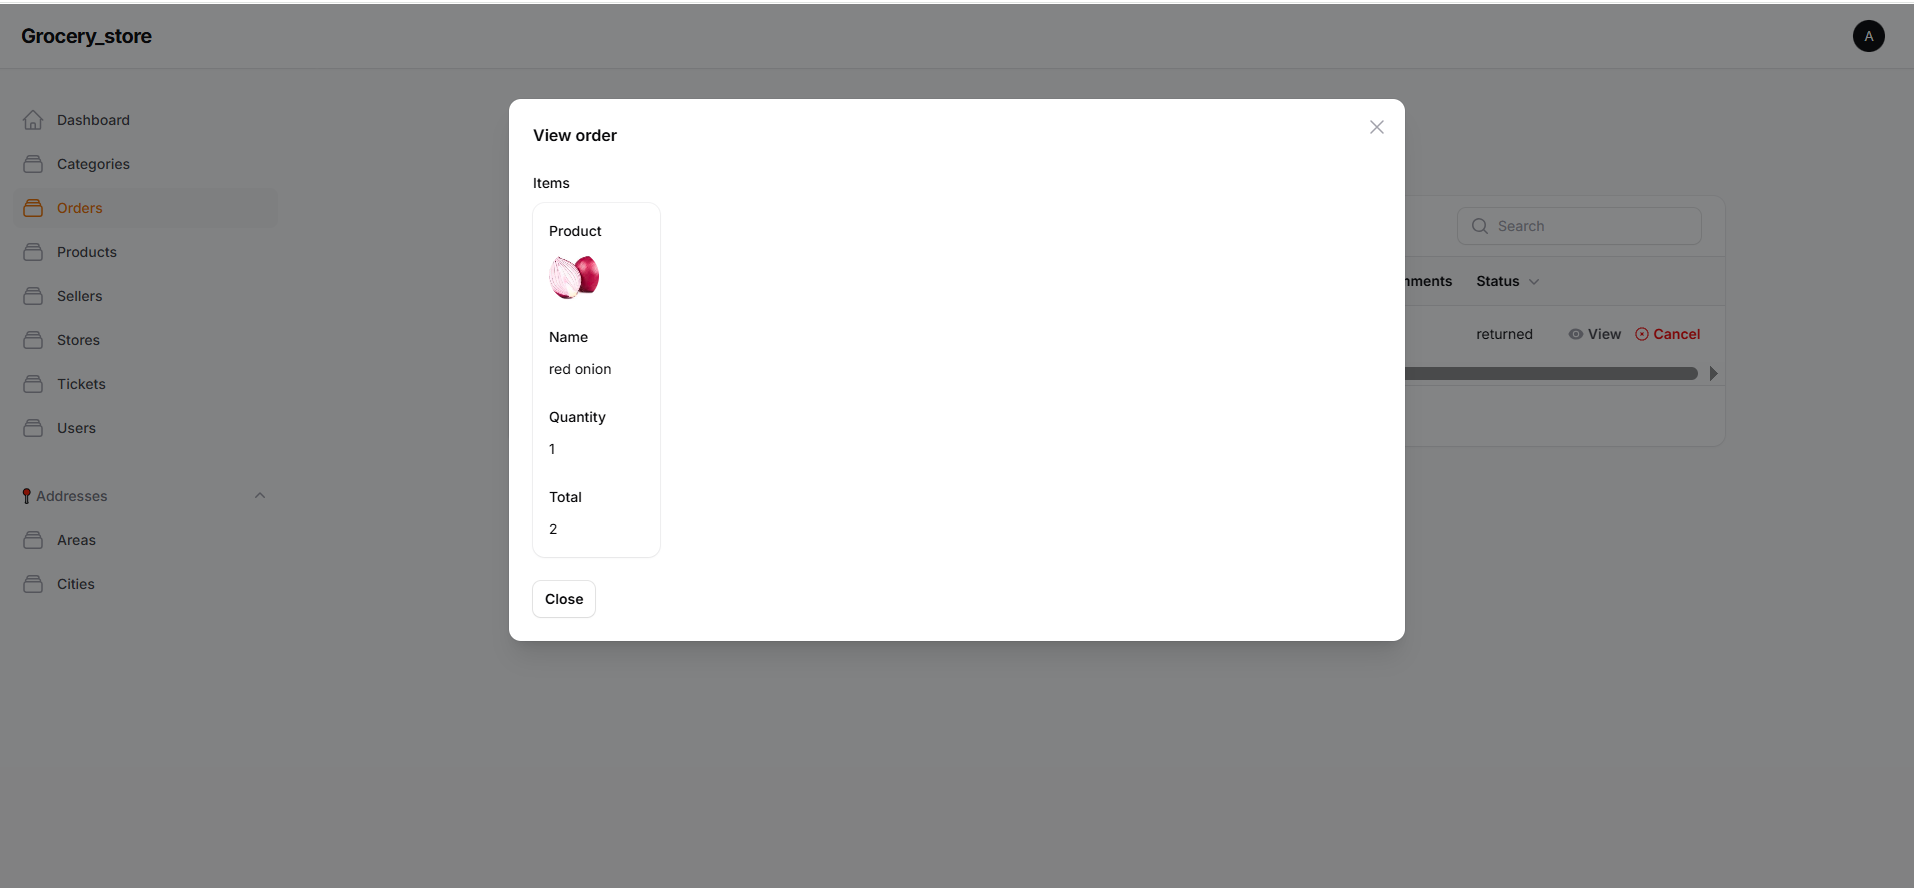 Grocery_store
A
Dashboard
Categories
Orders
Products
Sellers
Stores
Tickets
Users
Addresses
Areas
Cities
View order
Items
Product
Name
red onion
Quantity
1
Total
2
Close
Search
Status
returned View Cancel